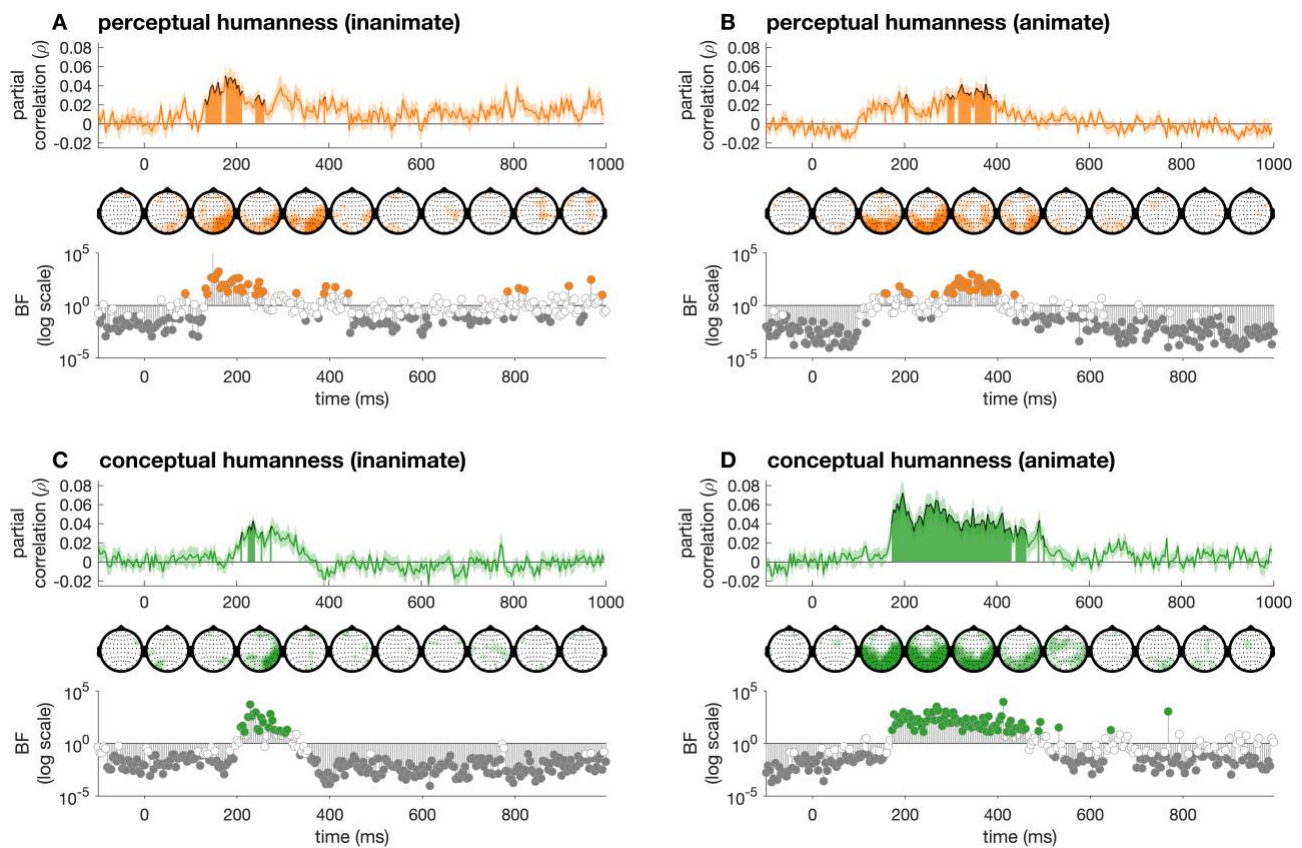 A perceptual humanness (inanimate)
partial
correlation (ρ)
0.08
0.06
0.04
0.02
0
-0.02
0 200 400 600 800 1000
BF
(log scale)
10^5
10^0
10^-5
0 200 400 600 800
time (ms)
B perceptual humanness (animate)
partial
correlation (ρ)
0.08
0.06
0.04
0.02
0
-0.02
0 200 400 600 800 1000
BF
(log scale)
10^5
10^0
10^-5
0 200 400 600 800
time (ms)
C conceptual humanness (inanimate)
partial
correlation (ρ)
0.08
0.06
0.04
0.02
0
-0.02
0 200 400 600 800 1000
BF
(log scale)
10^5
10^0
10^-5
0 200 400 600 800
time (ms)
D conceptual humanness (animate)
partial
correlation (ρ)
0.08
0.06
0.04
0.02
0
-0.02
0 200 400 600 800 1000
BF
(log scale)
10^5
10^0
10^-5
0 200 400 600 800
time (ms)